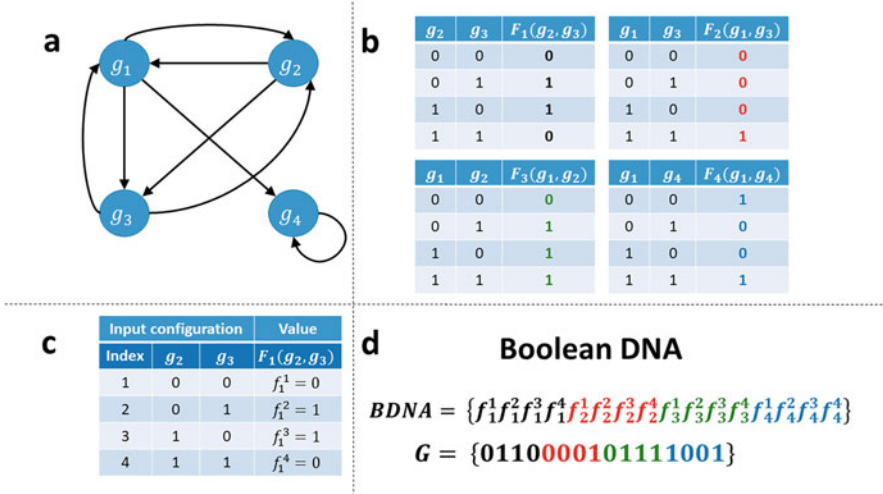 a
g₁
g₂
g₃
g₄
b
g₂ g₃ F₁(g₂, g₃)
0 0 0
0 1 1
1 0 1
1 1 0
g₁ g₃ F₂(g₁, g₃)
0 0 0
0 1 0
1 0 0
1 1 1
g₁ g₂ F₃(g₁, g₂)
0 0 0
0 1 1
1 0 1
1 1 1
g₁ g₄ F₄(g₁, g₄)
0 0 1
0 1 0
1 0 0
1 1 1
c
Input configuration Value
Index g₂ g₃ F₁(g₂, g₃)
1 0 0 f₁¹ = 0
2 0 1 f₁² = 1
3 1 0 f₁³ = 1
4 1 1 f₁⁴ = 0
d
Boolean DNA
BDNA = {f₁¹f₁²f₁³f₁⁴f₂¹f₂²f₂³f₂⁴f₃¹f₃²f₃³f₃⁴f₄¹f₄²f₄³f₄⁴}
G = {0110000101111001}